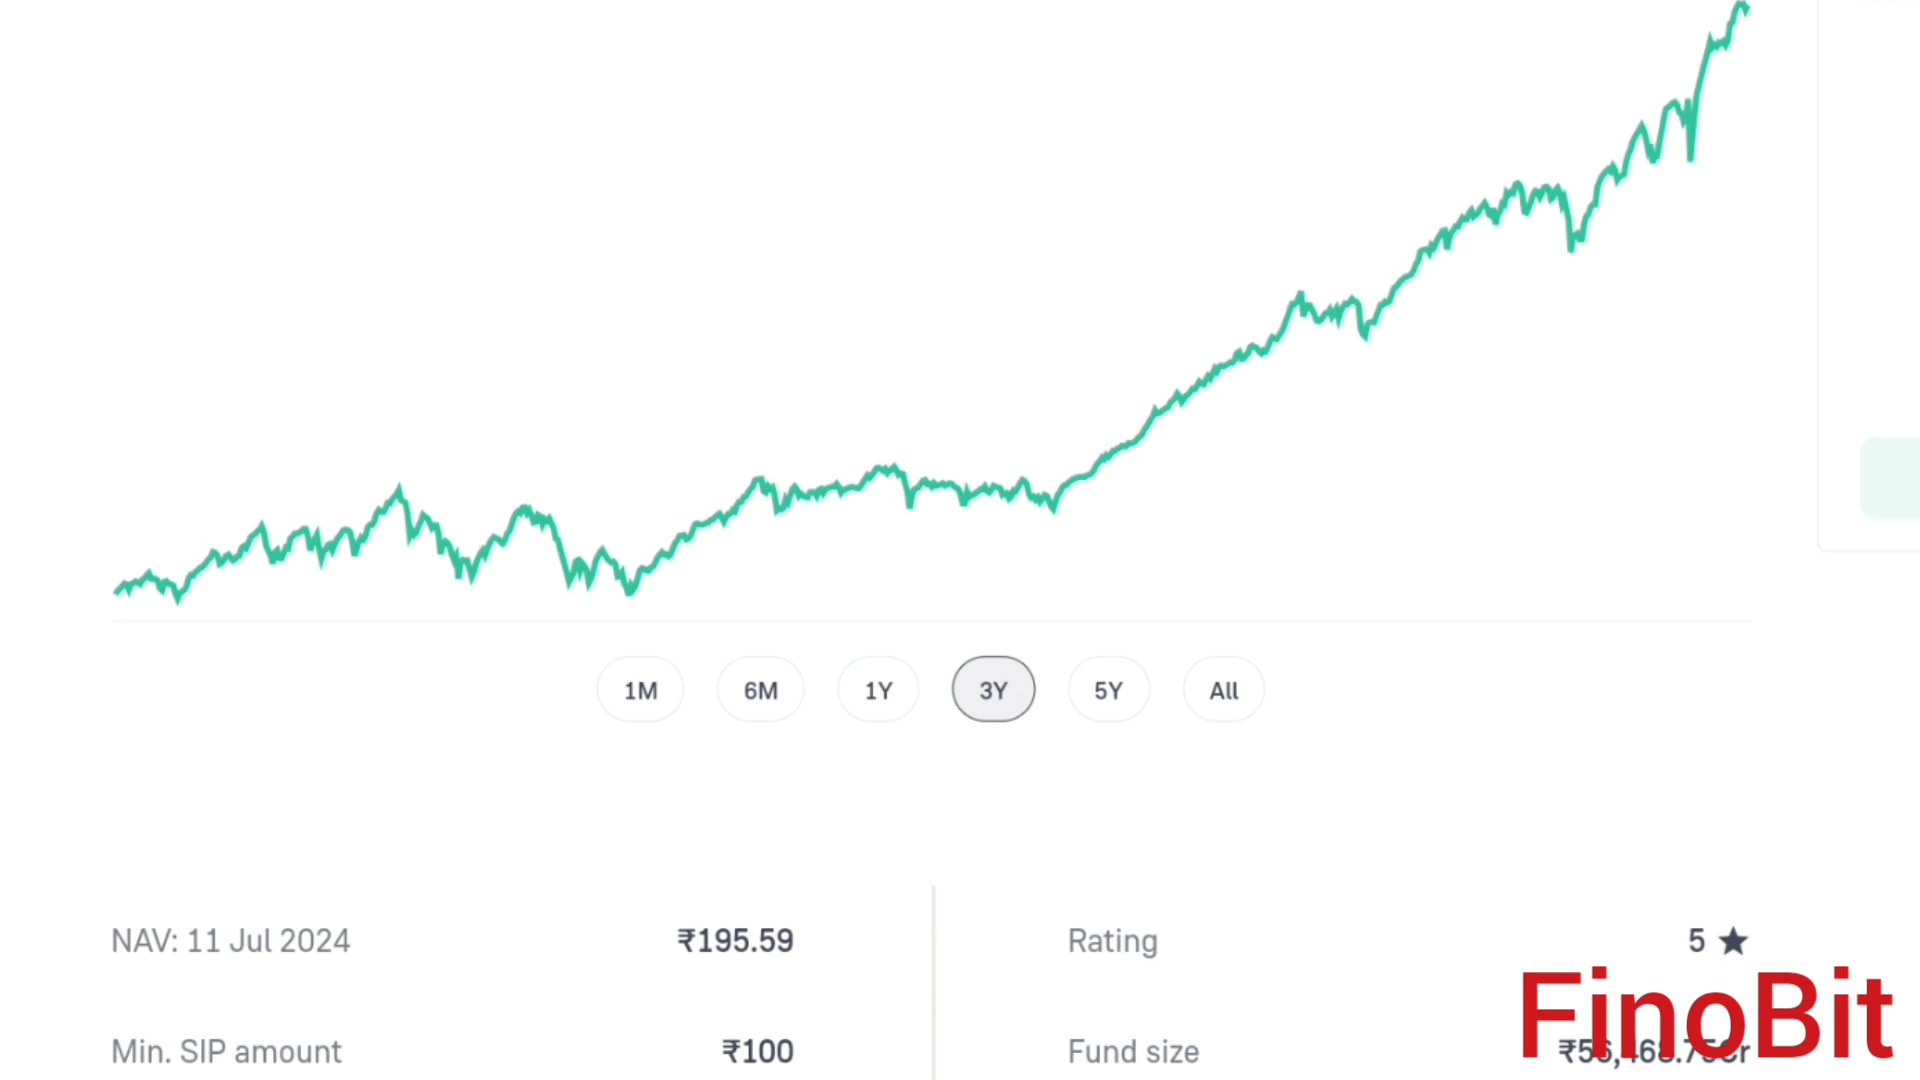 1M 6M 1Y 3Y 5Y All
NAV: 11 Jul 2024 ₹195.59
Rating 5 ★
Min. SIP amount ₹100
Fund size
FinoBit